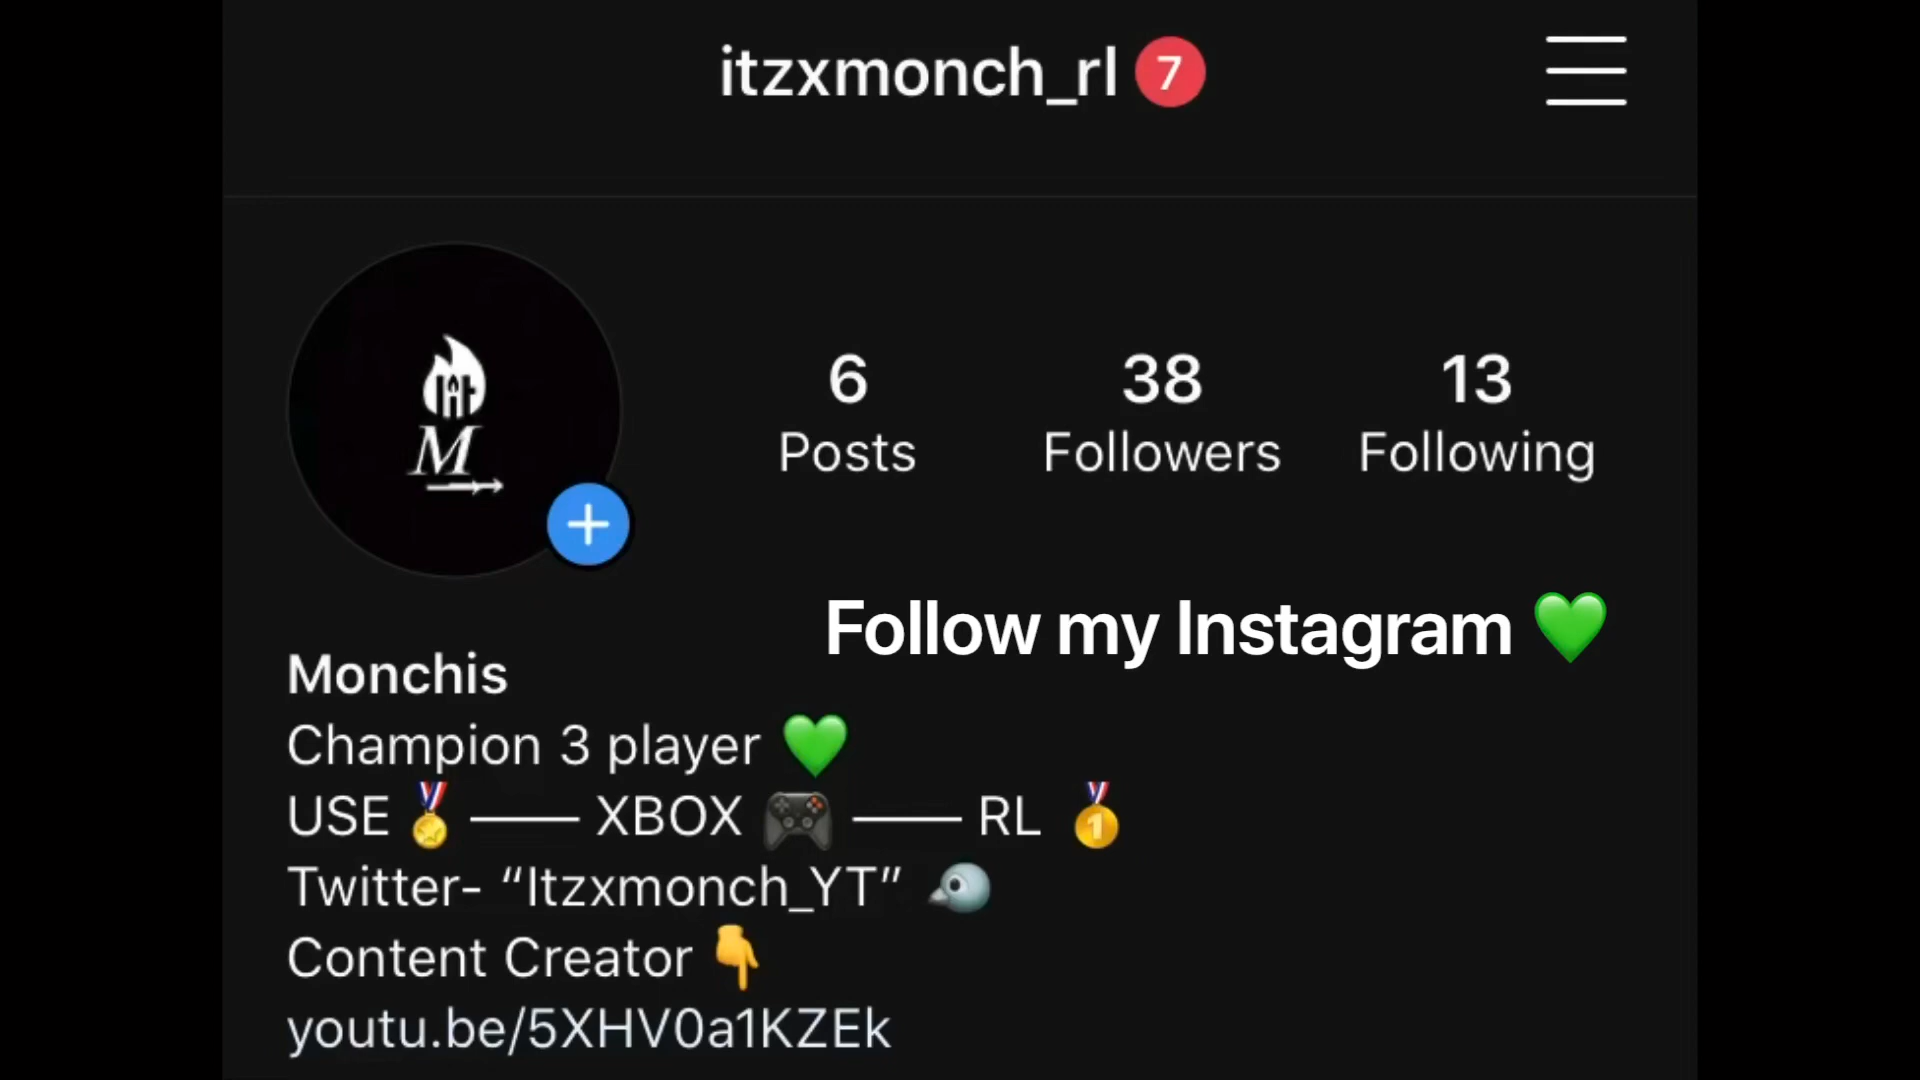 itzxmonch_rl 7
6 38 13
Posts Followers Following
Follow my Instagram 💚
M
Monchis
Champion 3 player 💚
USE 🏅 —— XBOX 🎮 —— RL 🥇
Twitter- “Itzxmonch_YT” 🐦
Content Creator 👇
youtu.be/5XHV0a1KZEk